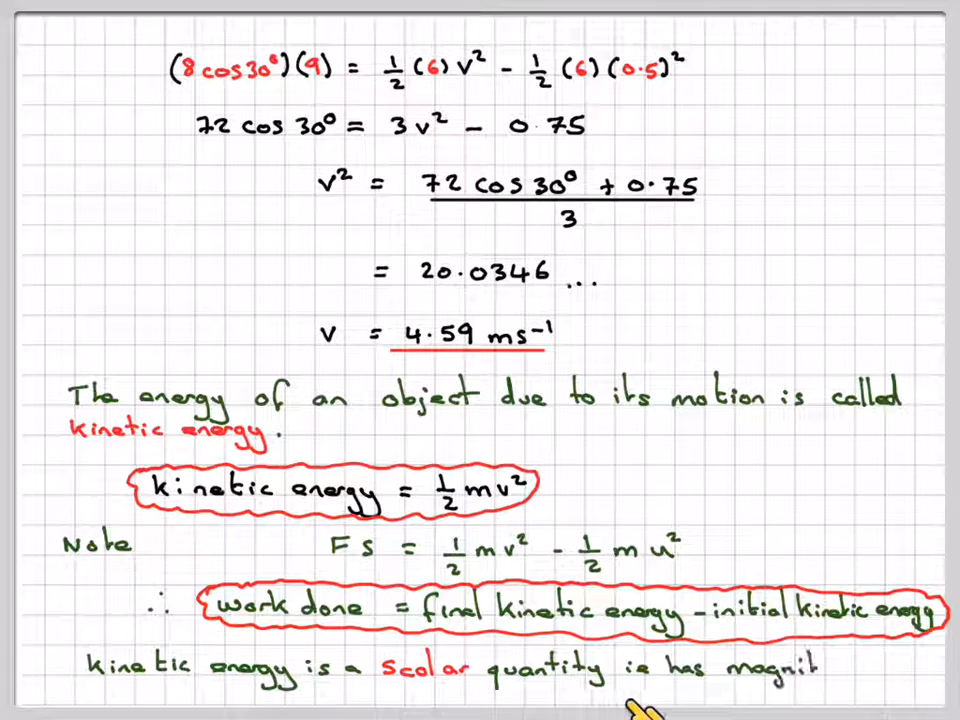 (8 cos 30°)(9) = 1/2 (6) v² - 1/2 (6) (0.5)²
72 cos 30° = 3v² - 0.75
v² = 72 cos 30° + 0.75 / 3
= 20.0346 ...
v = 4.59 ms⁻¹
The energy of an object due to its motion is called
kinetic energy.
kinetic energy = 1/2 mv²
Note Fs = 1/2 mv² - 1/2 mu²
∴ work done = final kinetic energy - initial kinetic energy
kinetic energy is a scalar quantity ie has magnit